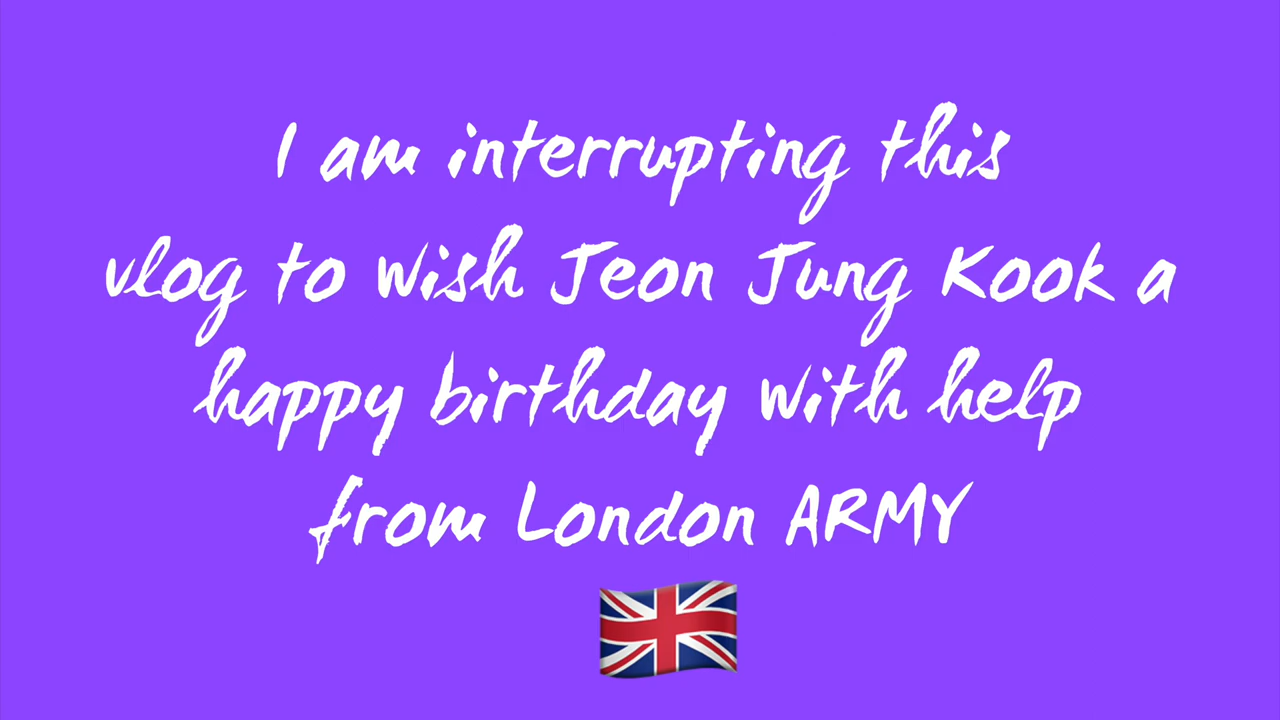 I am interrupting this
vlog to wish Jeon Jung Kook a
happy birthday with help
from London ARMY